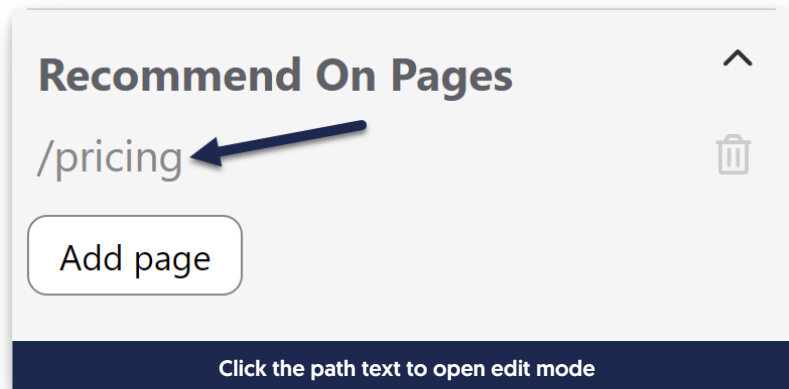 Recommend On Pages
/pricing
Add page
Click the path text to open edit mode